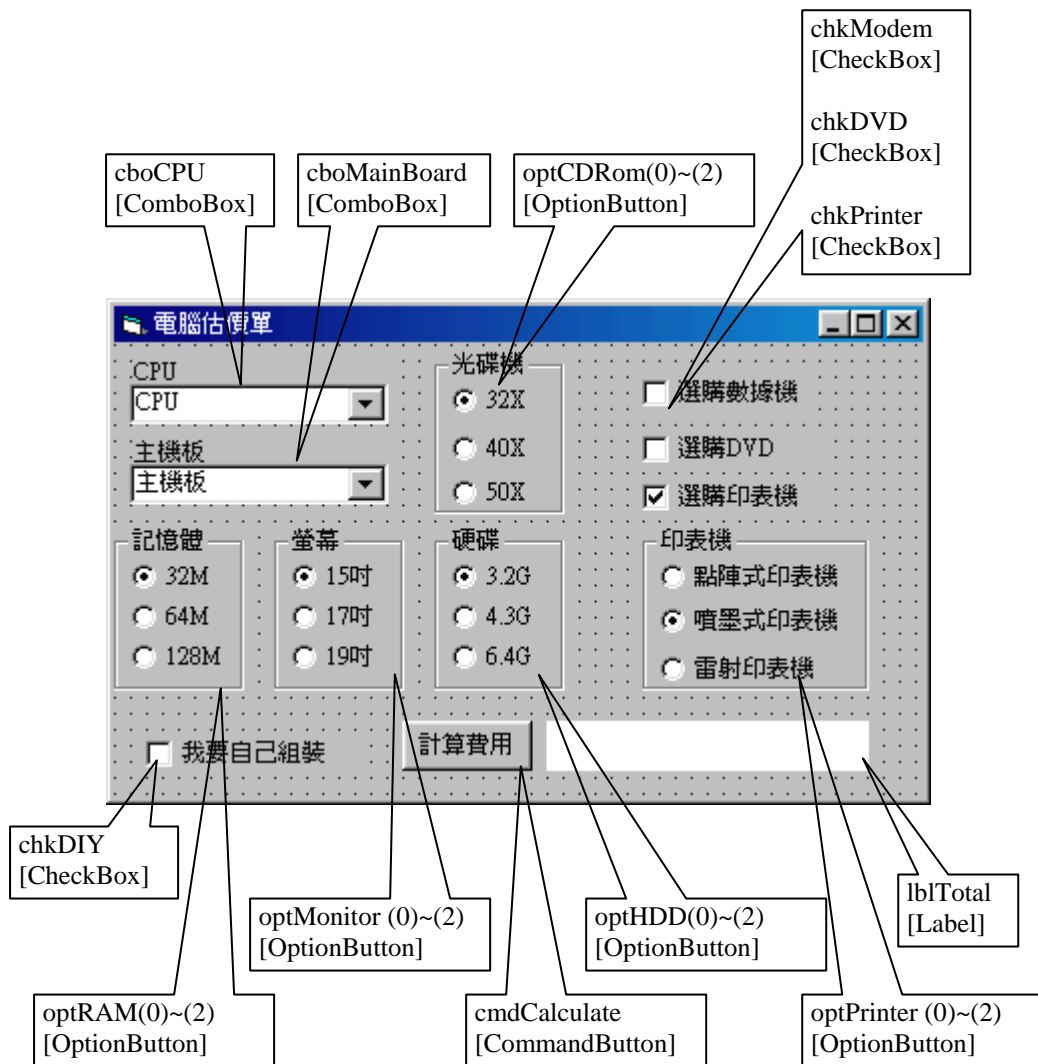 chkModem
[CheckBox]
chkDVD
[CheckBox]
chkPrinter
[CheckBox]
cboCPU
[ComboBox]
cboMainBoard
[ComboBox]
optCDRom(0)~(2)
[OptionButton]
電腦估價單
CPU
CPU
主機板
主機板
光碟機
32X
40X
50X
選購數據機
選購DVD
選購印表機
記憶體
32M
64M
128M
螢幕
15吋
17吋
19吋
硬碟
3.2G
4.3G
6.4G
印表機
點陣式印表機
噴墨式印表機
雷射印表機
我要自己組裝
計算費用
chkDIY
[CheckBox]
optMonitor (0)~(2)
[OptionButton]
optHDD(0)~(2)
[OptionButton]
lblTotal
[Label]
optRAM(0)~(2)
[OptionButton]
cmdCalculate
[CommandButton]
optPrinter (0)~(2)
[OptionButton]